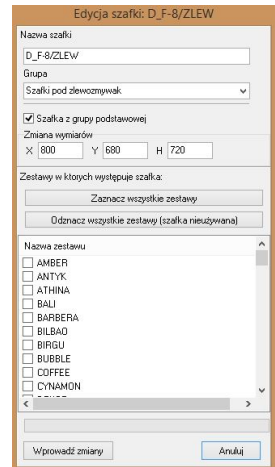 Edycja szafki: D_F-8/ZLEW
Nazwa szafki
D_F-8/ZLEW
Grupa
Szafki pod zlewozmywak
Szafka z grupy podstawowej
Zmiana wymiarów
X 800 Y 680 H 720
Zestawy w ktorych występuje szafka:
Zaznacz wszystkie zestawy
Odznacz wszystkie zestawy (szafka nieużywana)
Nazwa zestawu
AMBER
ANTYK
ATHINA
BALI
BARBERA
BILBAO
BIRGU
BUBBLE
COFFEE
CYNAMON
Wprowadź zmiany Anuluj